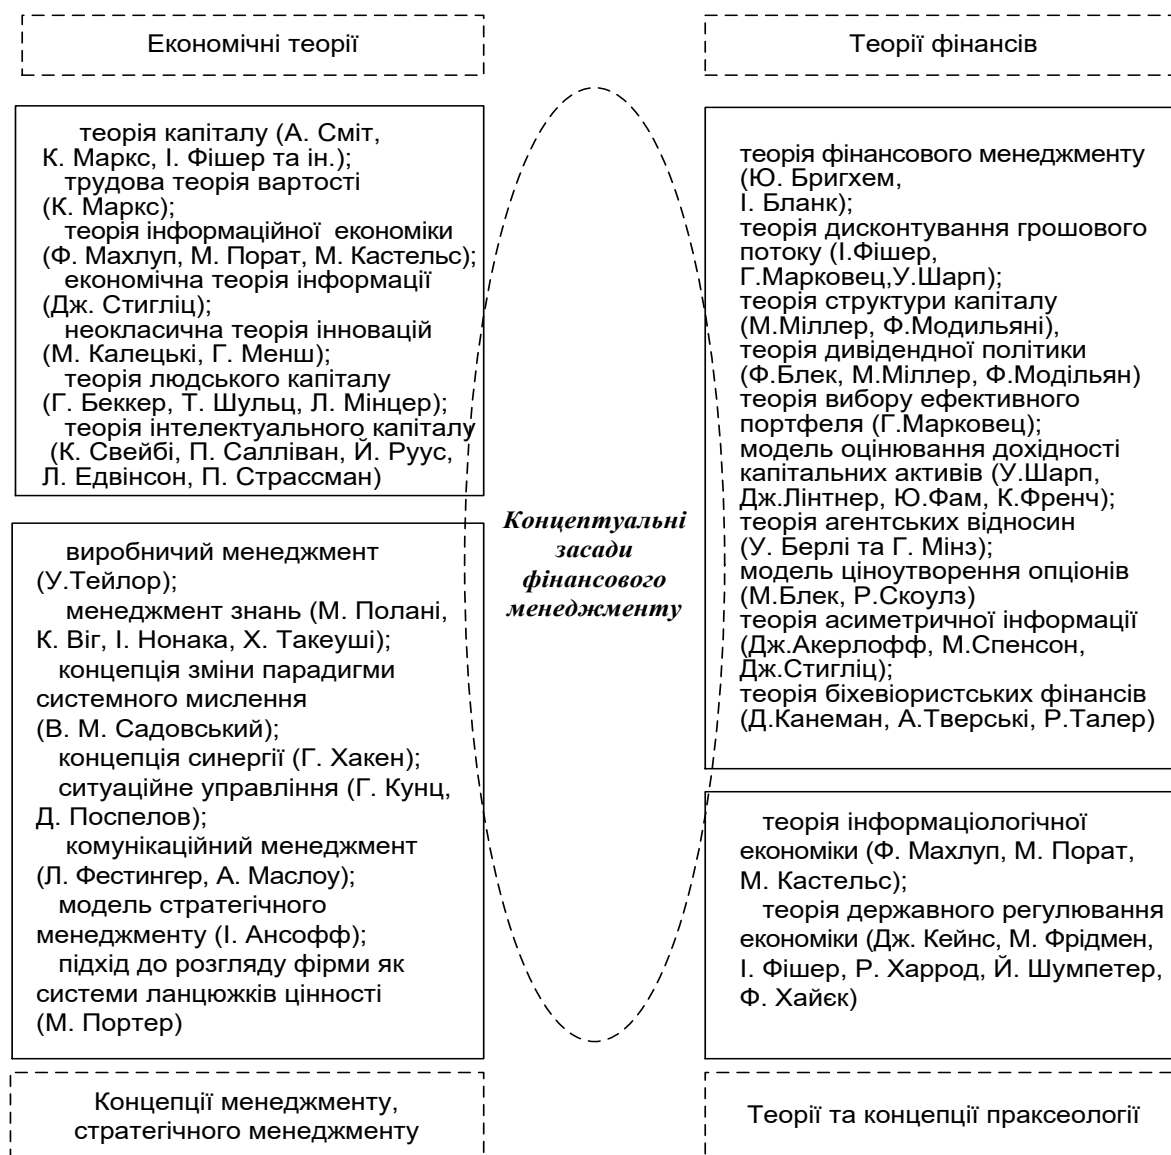 Економічні теорії
теорія капіталу (А. Сміт,
К. Маркс, І. Фішер та ін.);
трудова теорія вартості
(К. Маркс);
теорія інформаційної економіки
(Ф. Махлуп, М. Порат, М. Кастельс);
економічна теорія інформації
(Дж. Стигліц);
неокласична теорія інновацій
(М. Калецькі, Г. Менш);
теорія людського капіталу
(Г. Беккер, Т. Шульц, Л. Мінцер);
теорія інтелектуального капіталу
(К. Свейбі, П. Салліван, Й. Руус,
Л. Едвінсон, П. Страссман)
виробничий менеджмент
(У.Тейлор);
менеджмент знань (М. Полані,
К. Віг, І. Нонака, Х. Такеуші);
концепція зміни парадигми
системного мислення
(В. М. Садовський);
концепція синергії (Г. Хакен);
ситуаційне управління (Г. Кунц,
Д. Поспелов);
комунікаційний менеджмент
(Л. Фестингер, А. Маслоу);
модель стратегічного
менеджменту (І. Ансофф);
підхід до розгляду фірми як
системи ланцюжків цінності
(М. Портер)
Концепції менеджменту,
стратегічного менеджменту
Концептуальні
засади
фінансового
менеджменту
Теорії фінансів
теорія фінансового менеджменту
(Ю. Бригхем,
І. Бланк);
теорія дисконтування грошового
потоку (І.Фішер,
Г.Марковец,У.Шарп);
теорія структури капіталу
(М.Міллер, Ф.Модильяні),
теорія дивідендної політики
(Ф.Блек, М.Міллер, Ф.Модільян)
теорія вибору ефективного
портфеля (Г.Марковец);
модель оцінювання дохідності
капітальних активів (У.Шарп,
Дж.Лінтнер, Ю.Фам, К.Френч);
теорія агентських відносин
(У. Берлі та Г. Мінз);
модель ціноутворення опціонів
(М.Блек, Р.Скоулз)
теорія асиметричної інформації
(Дж.Акерлофф, М.Спенсон,
Дж.Стигліц);
теорія біхевіористських фінансів
(Д.Канеман, А.Тверські, Р.Талер)
теорія інформаціологічної
економіки (Ф. Махлуп, М. Порат,
М. Кастельс);
теорія державного регулювання
економіки (Дж. Кейнс, М. Фрідмен,
І. Фішер, Р. Харрод, Й. Шумпетер,
Ф. Хайєк)
Теорії та концепції праксеології